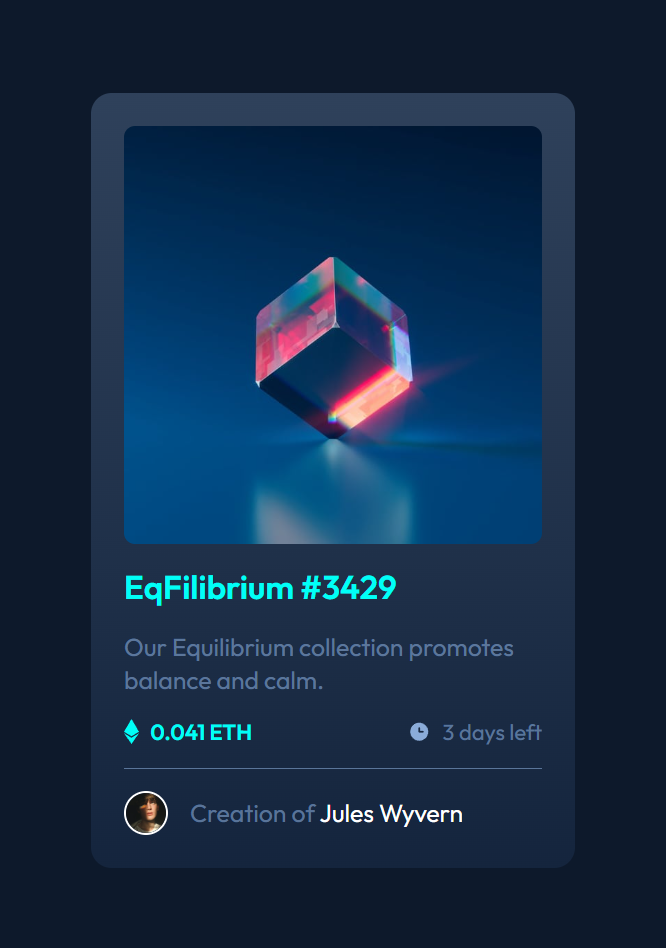 EqFilibrium #3429
Our Equilibrium collection promotes
balance and calm.
0.041 ETH
3 days left
Creation of Jules Wyvern